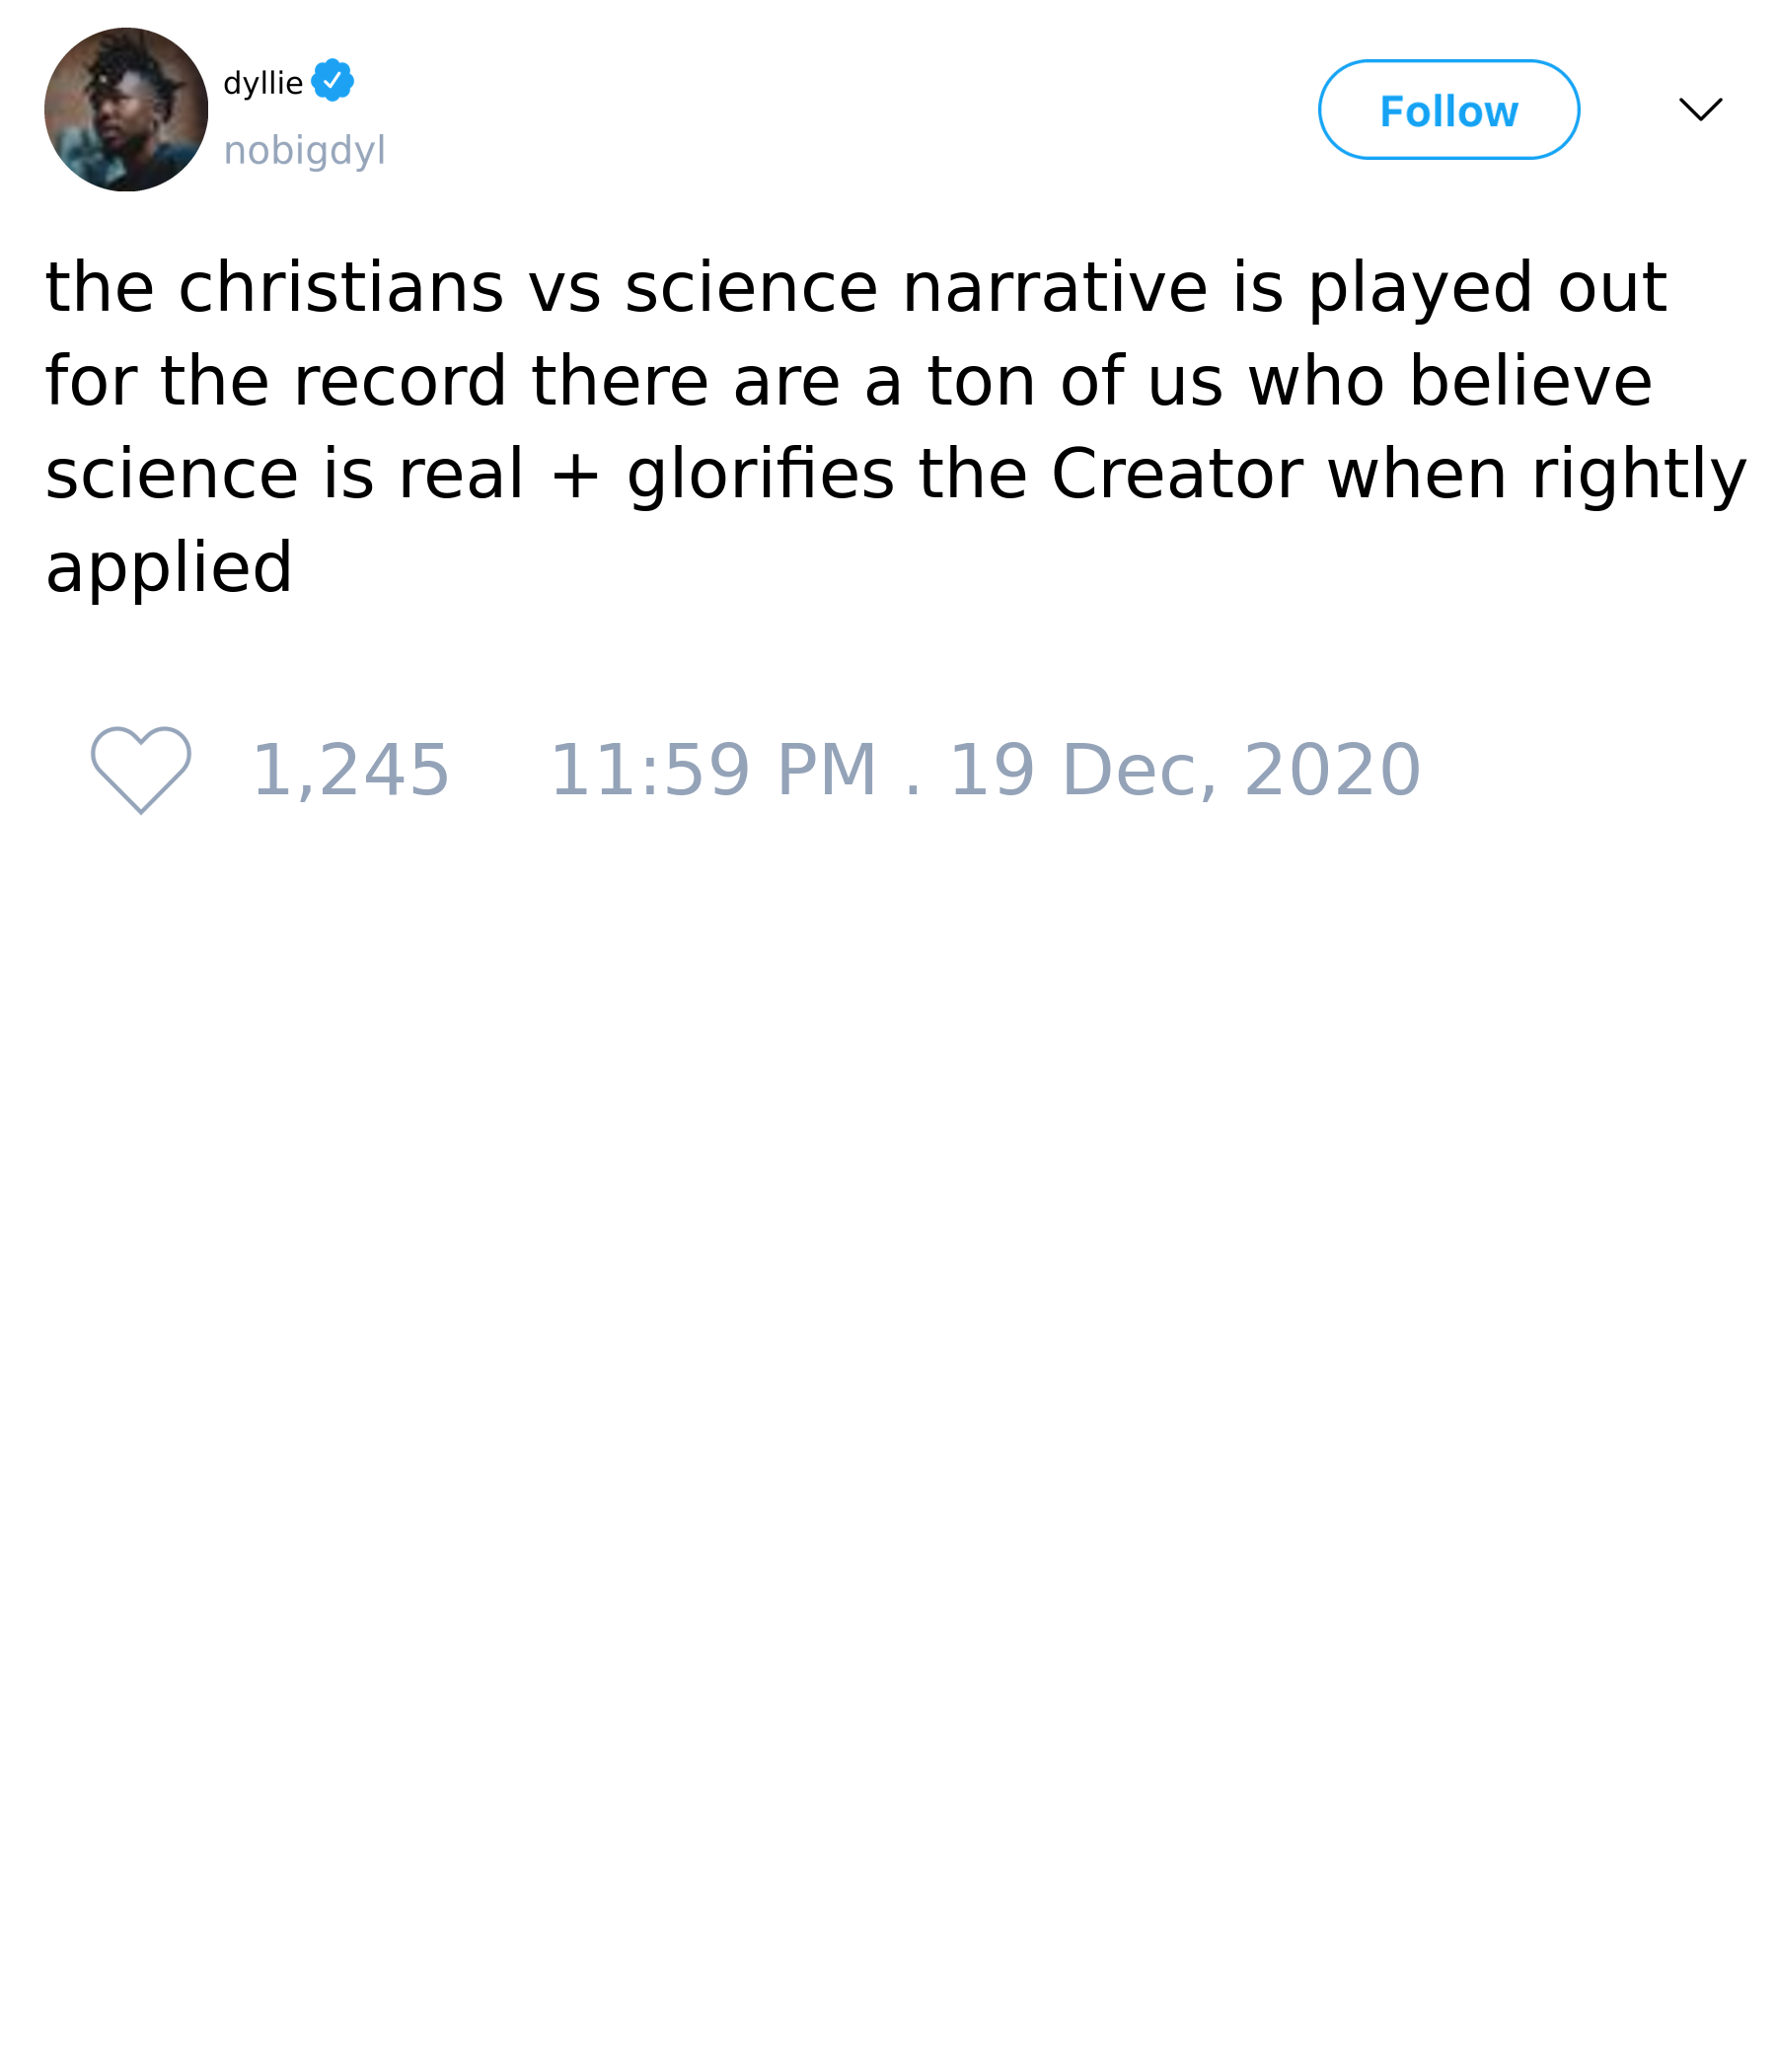 dyllie
nobigdyl
Follow
the christians vs science narrative is played out
for the record there are a ton of us who believe
science is real + glorifies the Creator when rightly
applied
1,245 11:59 PM . 19 Dec, 2020